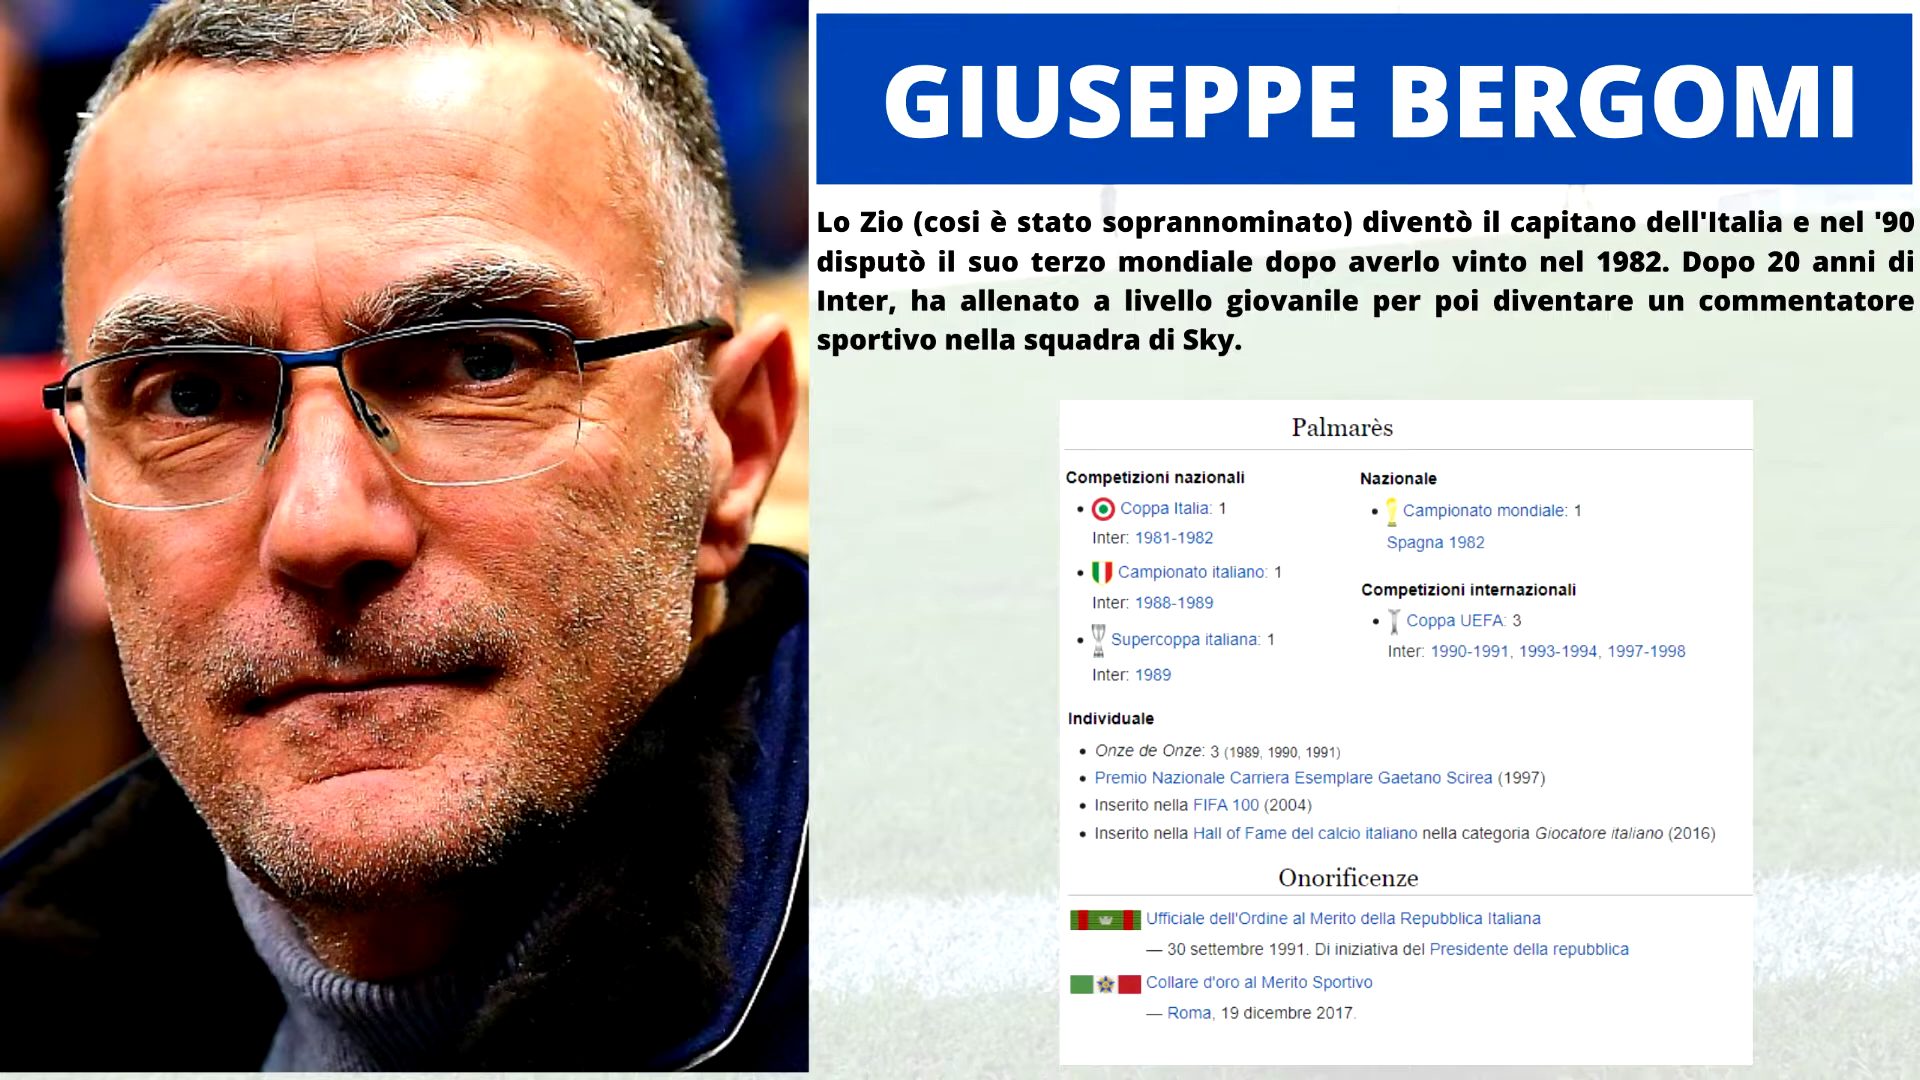 GIUSEPPE BERGOMI
Lo Zio (cosi è stato soprannominato) diventò il capitano dell'Italia e nel '90
disputò il suo terzo mondiale dopo averlo vinto nel 1982. Dopo 20 anni di
Inter, ha allenato a livello giovanile per poi diventare un commentatore
sportivo nella squadra di Sky.
Palmarès
Competizioni nazionali
Coppa Italia: 1
Inter: 1981-1982
Campionato italiano: 1
Inter: 1988-1989
Supercoppa italiana: 1
Inter: 1989
Nazionale
Campionato mondiale: 1
Spagna 1982
Competizioni internazionali
Coppa UEFA: 3
Inter: 1990-1991, 1993-1994, 1997-1998
Individuale
Onze de Onze: 3 (1989, 1990, 1991)
Premio Nazionale Carriera Esemplare Gaetano Scirea (1997)
Inserito nella FIFA 100 (2004)
Inserito nella Hall of Fame del calcio italiano nella categoria Giocatore italiano (2016)
Onorificenze
Ufficiale dell'Ordine al Merito della Repubblica Italiana
— 30 settembre 1991. Di iniziativa del Presidente della repubblica
Collare d'oro al Merito Sportivo
— Roma, 19 dicembre 2017.